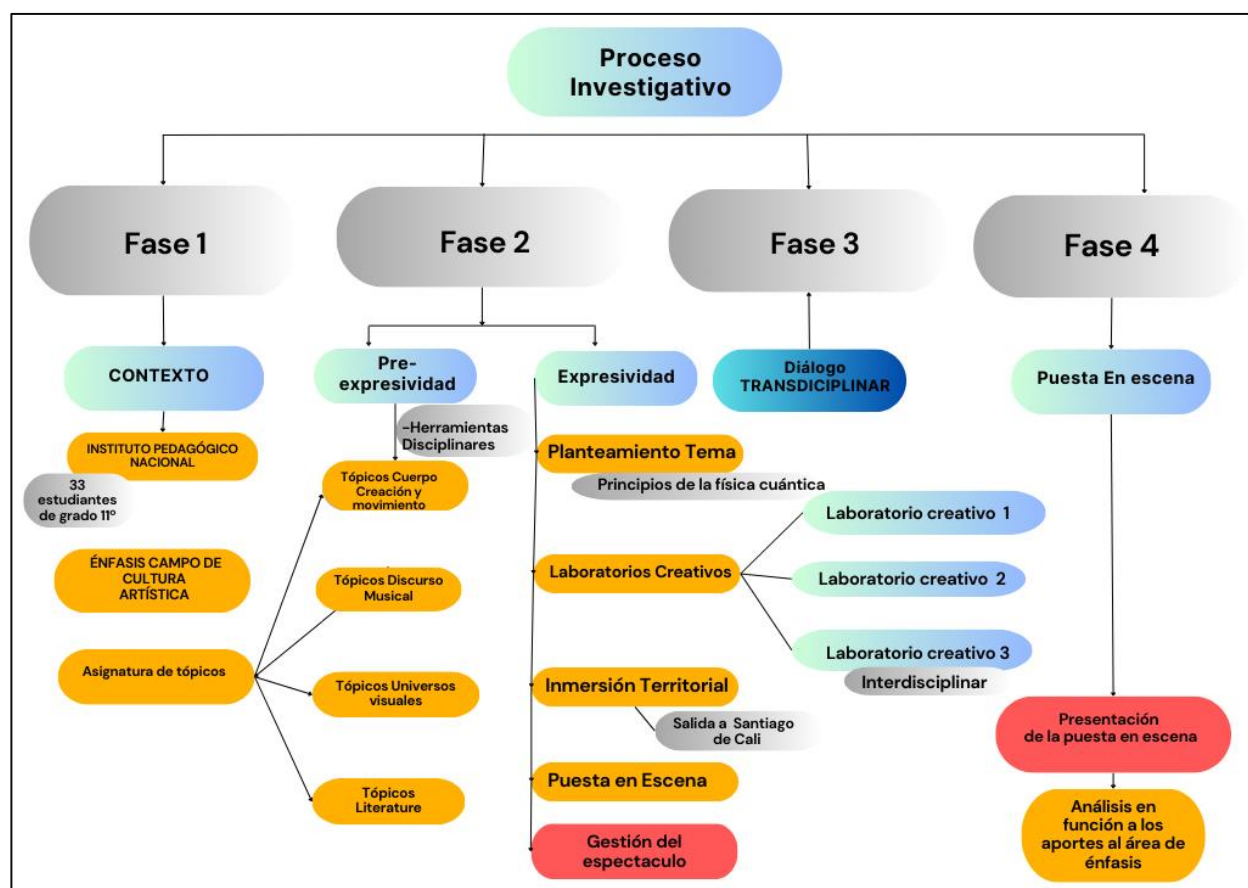 Proceso
Investigativo
Fase 1
Fase 2
Fase 3
Fase 4
CONTEXTO
INSTITUTO PEDAGÓGICO
NACIONAL
33
estudiantes
de grado 11º
ÉNFASIS CAMPO DE
CULTURA
ARTÍSTICA
Asignatura de tópicos
Pre-
expresividad
-Herramientas
Disciplinares
Tópicos Cuerpo
Creación y
movimiento
Tópicos Discurso
Musical
Tópicos Universos
visuales
Tópicos
Literature
Expresividad
Planteamiento Tema
Principios de la física cuántica
Laboratorios Creativos
Laboratorio creativo 1
Laboratorio creativo 2
Laboratorio creativo 3
Interdisciplinar
Inmersión Territorial
Salida a Santiago
de Cali
Puesta en Escena
Gestión del
espectaculo
Diálogo
TRANSDICIPLINAR
Puesta En escena
Presentación
de la puesta en escena
Análisis en
función a los
aportes al área de
énfasis